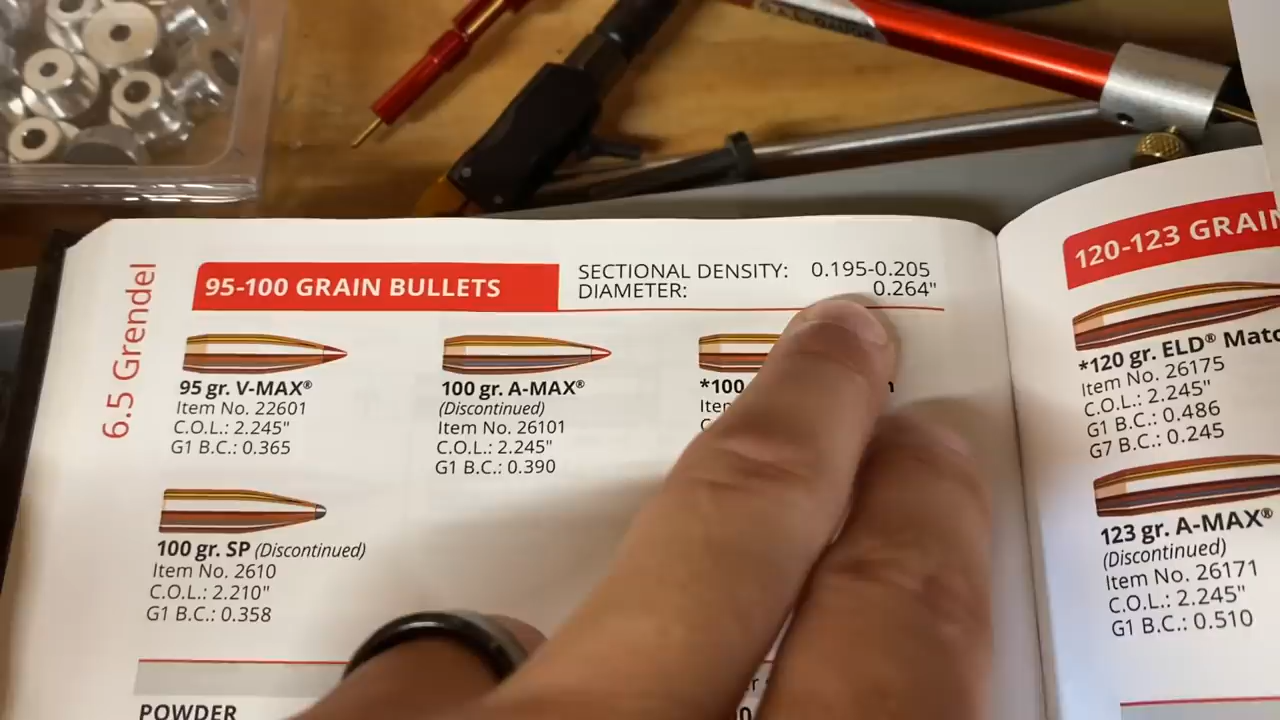 6.5 Grendel
95-100 GRAIN BULLETS
SECTIONAL DENSITY: 0.195-0.205
DIAMETER: 0.264"
95 gr. V-MAX®
Item No. 22601
C.O.L.: 2.245"
G1 B.C.: 0.365
100 gr. A-MAX®
(Discontinued)
Item No. 26101
C.O.L.: 2.245"
G1 B.C.: 0.390
*100
100 gr. SP (Discontinued)
Item No. 2610
C.O.L.: 2.210"
G1 B.C.: 0.358
POWDER
120-123 GRAIN
*120 gr. ELD® Matc
Item No. 26175
C.O.L.: 2.245"
G1 B.C.: 0.486
G7 B.C.: 0.245
123 gr. A-MAX®
(Discontinued)
Item No. 26171
C.O.L.: 2.245"
G1 B.C.: 0.510